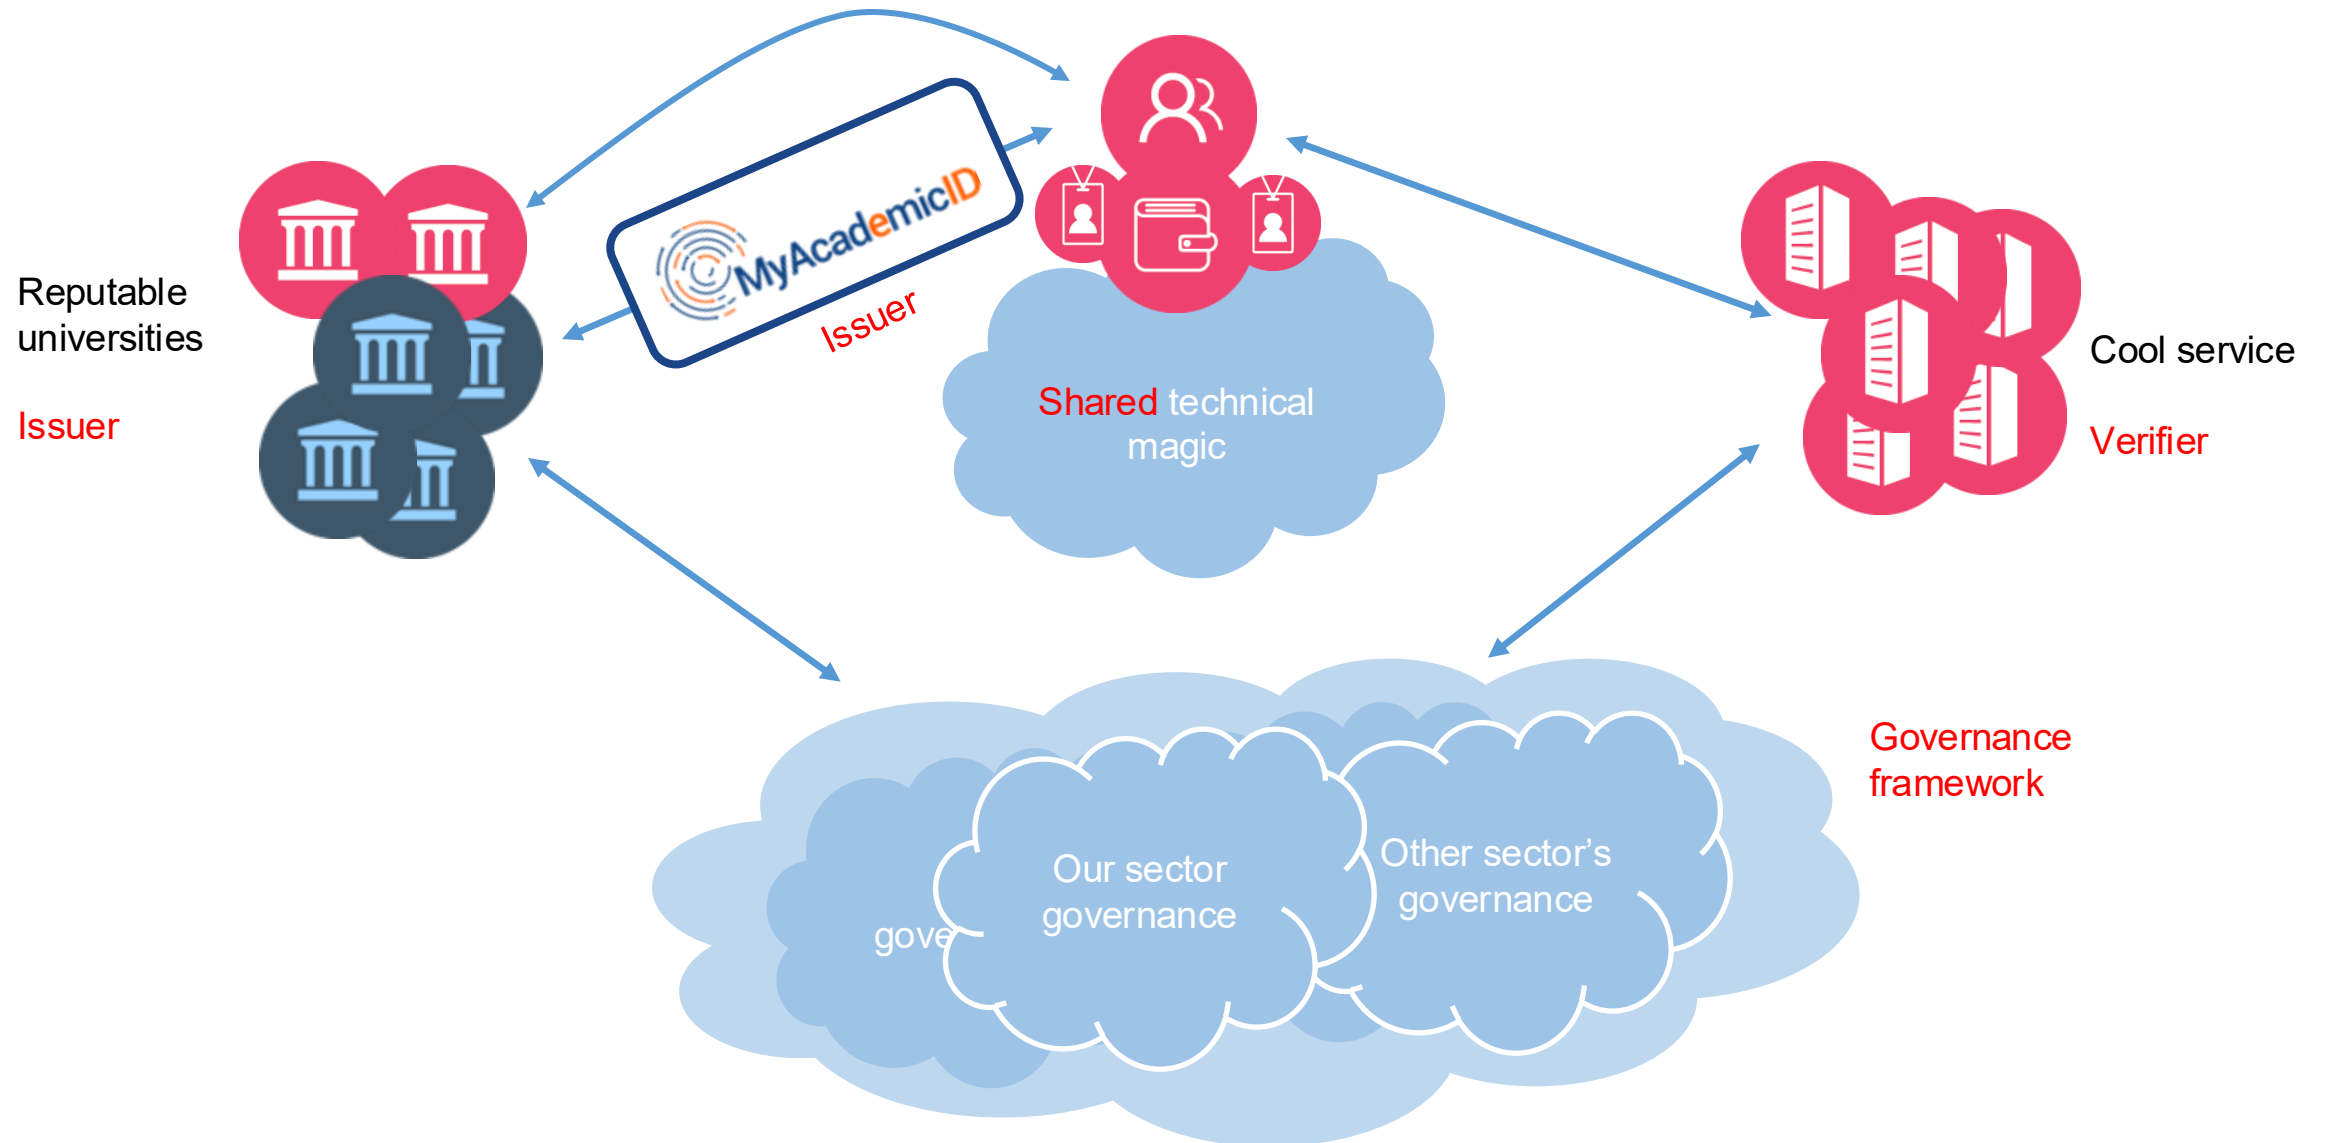 MyAcademicID
Issuer
Reputable
universities
Issuer
Shared technical
magic
Cool service
Verifier
Governance
framework
Our sector
governance
Other sector’s
governance
gove